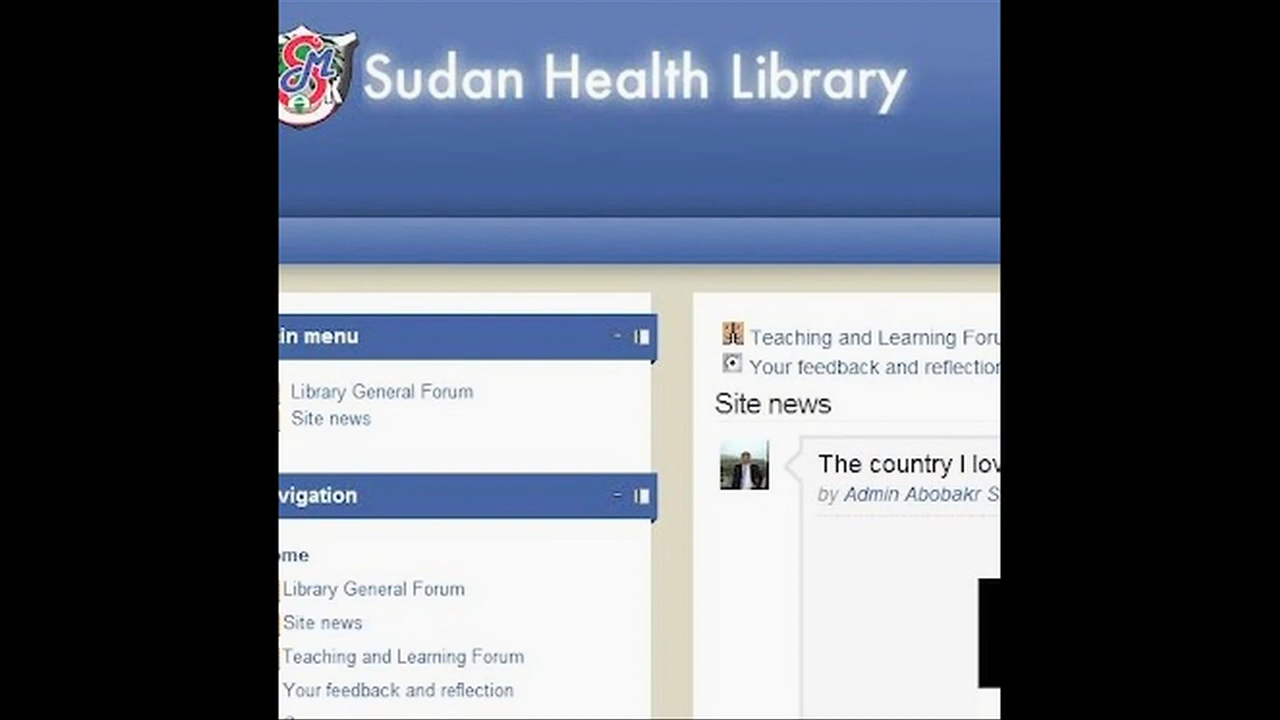 Sudan Health Library
in menu
Library General Forum
Site news
vigation
ome
Library General Forum
Site news
Teaching and Learning Forum
Your feedback and reflection
Teaching and Learning Foru
Your feedback and reflection
Site news
The country I lov
by Admin Abobakr S